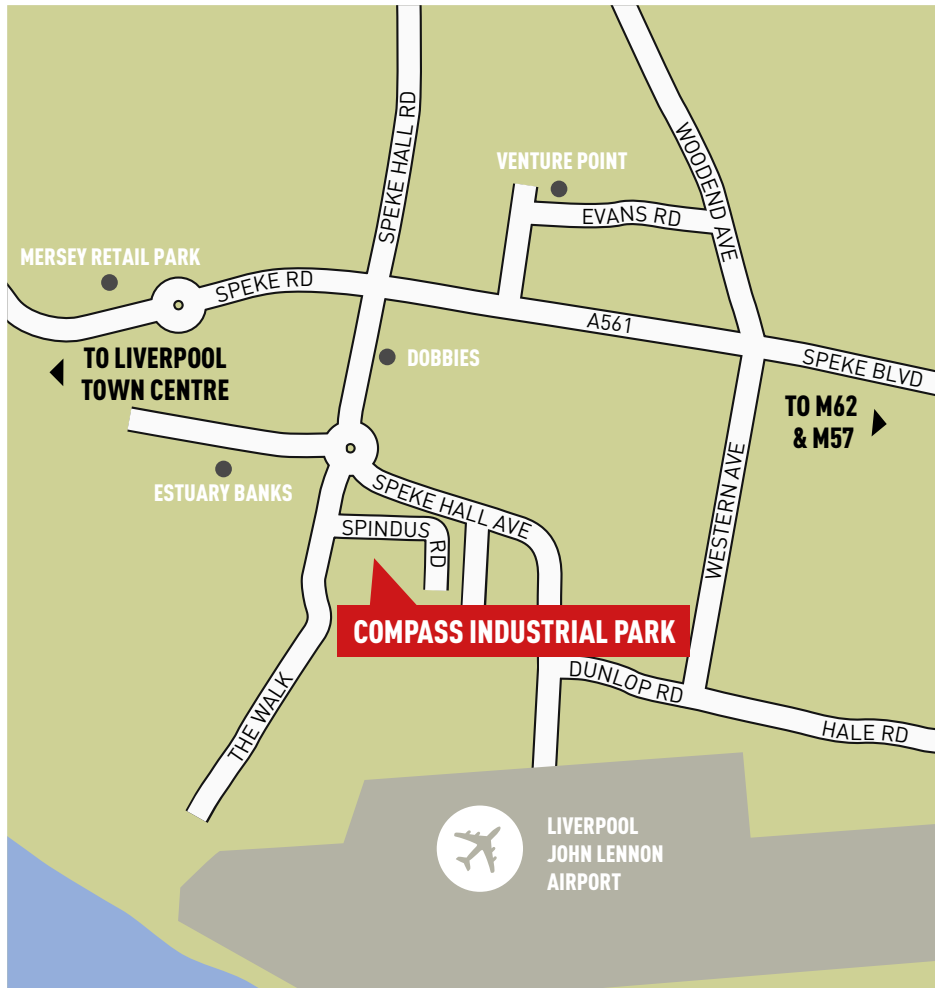 SPEKE HALL RD
WOODEND AVE
VENTURE POINT
EVANS RD
MERSEY RETAIL PARK
SPEKE RD
A561
TO LIVERPOOL
TOWN CENTRE
DOBBIES
SPEKE BLVD
TO M62
& M57
ESTUARY BANKS
SPEKE HALL AVE
WESTERN AVE
SPINDUS
RD
COMPASS INDUSTRIAL PARK
THE WALK
DUNLOP RD
HALE RD
LIVERPOOL
JOHN LENNON
AIRPORT